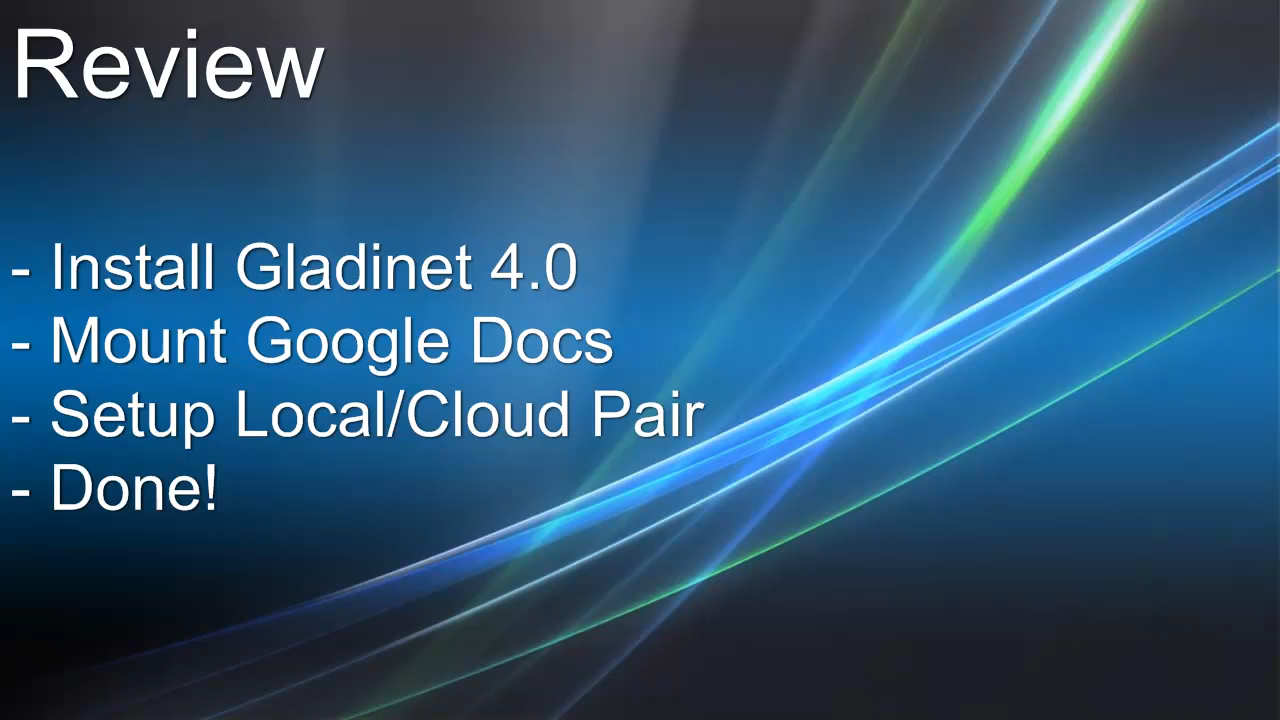 Review
- Install Gladinet 4.0
- Mount Google Docs
- Setup Local/Cloud Pair
- Done!